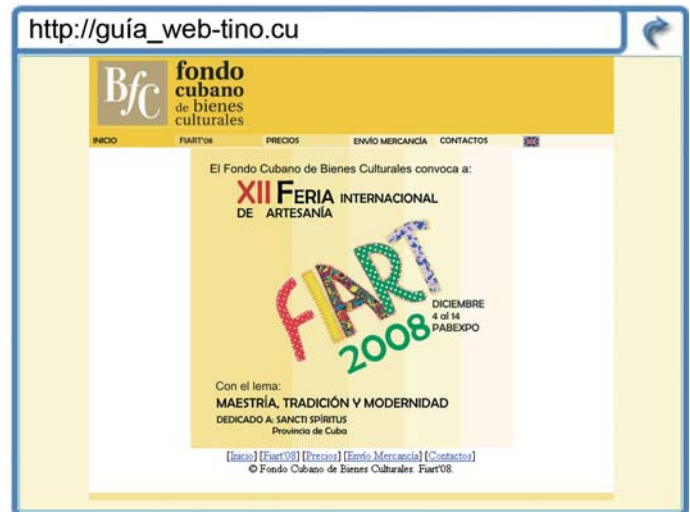 http://guía_web-tino.cu
BfC
fondo
cubano
de bienes
culturales
INICIO FIART'08 PRECIOS ENVÍO MERCANCÍA CONTACTOS
El Fondo Cubano de Bienes Culturales convoca a:
XII FERIA INTERNACIONAL
DE ARTESANÍA
FIART
2008
DICIEMBRE
4 al 14
PABEXPO
Con el lema:
MAESTRÍA, TRADICIÓN Y MODERNIDAD
DEDICADO A: SANCTI SPÍRITUS
Provincia de Cuba
[Inicio] [Fiart'08] [Precios] [Envío Mercancía] [Contactos]
© Fondo Cubano de Bienes Culturales. Fiart'08.